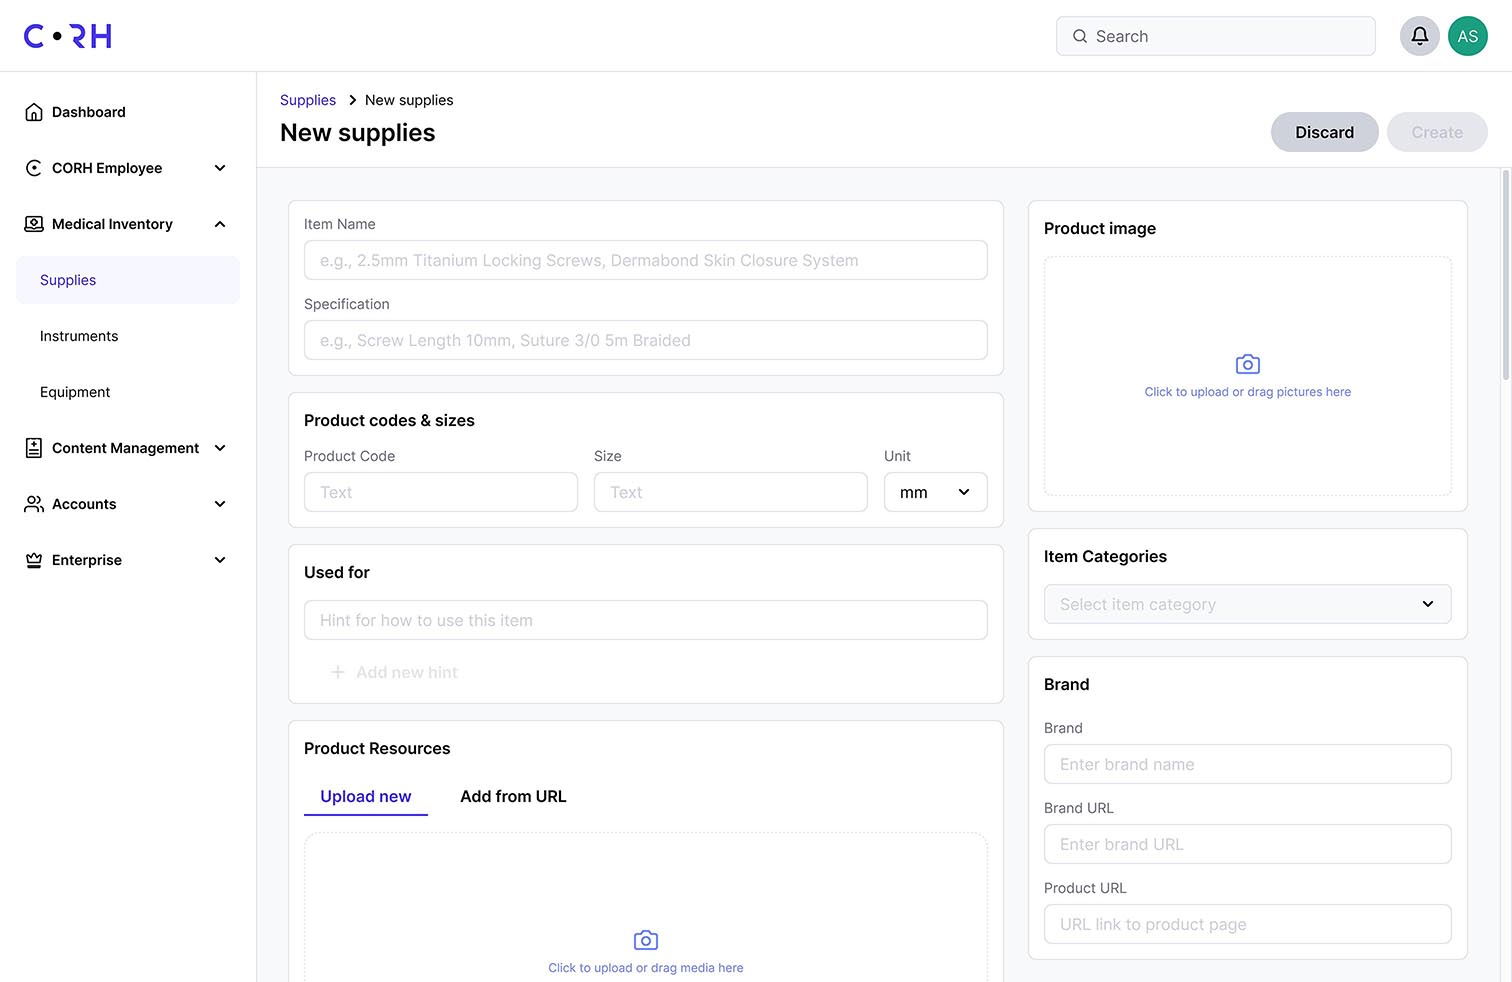 C•RH
Search
AS
Dashboard
CORH Employee
Medical Inventory
Supplies
Instruments
Equipment
Content Management
Accounts
Enterprise
Supplies > New supplies
New supplies
Discard
Create
Item Name
e.g., 2.5mm Titanium Locking Screws, Dermabond Skin Closure System
Specification
e.g., Screw Length 10mm, Suture 3/0 5m Braided
Product codes & sizes
Product Code Size Unit
Text Text mm
Used for
Hint for how to use this item
+ Add new hint
Product Resources
Upload new Add from URL
Click to upload or drag media here
Product image
Click to upload or drag pictures here
Item Categories
Select item category
Brand
Brand
Enter brand name
Brand URL
Enter brand URL
Product URL
URL link to product page